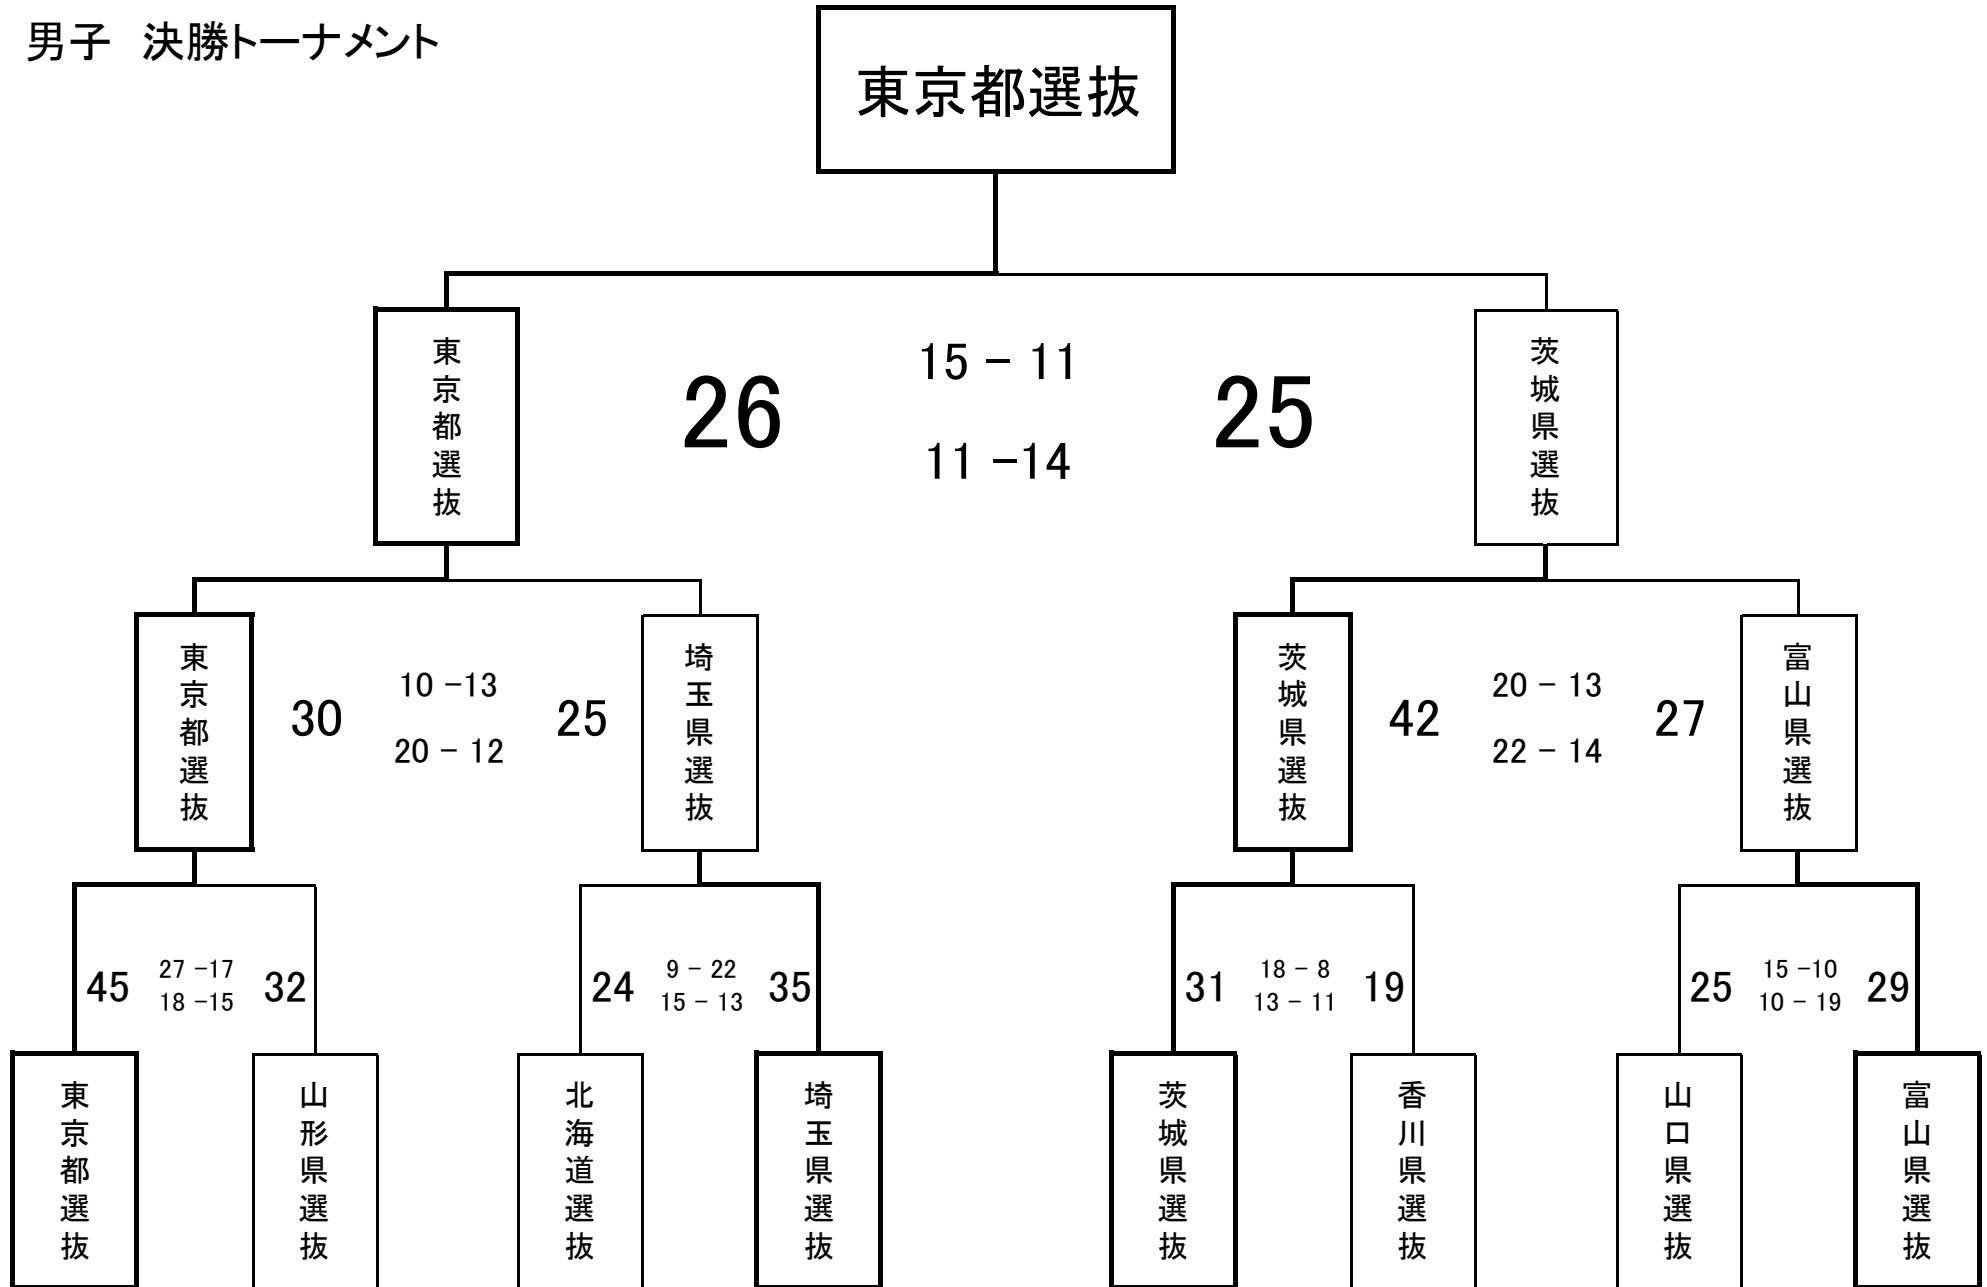 男子　決勝トーナメント
東京都選抜
東京都選抜
26
15 － 11
11 －14
25
茨城県選抜
東京都選抜
30
10 －13
20 － 12
25
埼玉県選抜
茨城県選抜
42
20 － 13
22 － 14
27
富山県選抜
45
27 －17
18 －15
32
24
9 － 22
15 － 13
35
31
18 － 8
13 － 11
19
25
15 －10
10 － 19
29
東京都選抜
山形県選抜
北海道選抜
埼玉県選抜
茨城県選抜
香川県選抜
山口県選抜
富山県選抜